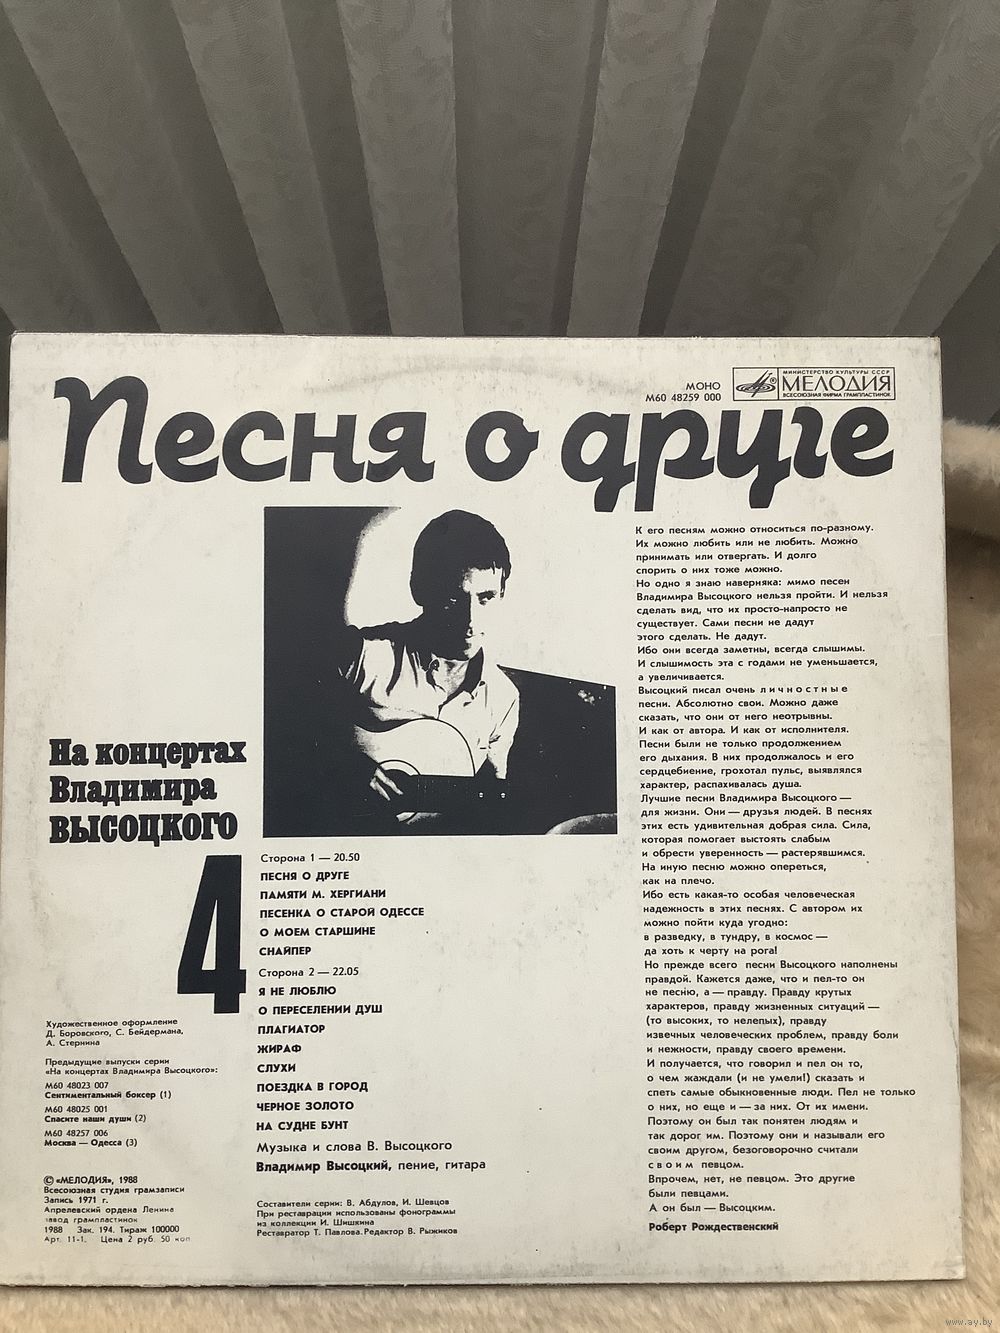 МОНО
М60 48259 000
МИНИСТЕРСТВО КУЛЬТУРЫ СССР
МЕЛОДИЯ
ВСЕСОЮЗНАЯ ФИРМА ГРАМПЛАСТИНОК
Песня о друге
На концертах
Владимира
ВЫСОЦКОГО
4
Художественное оформление
Д. Боровского, С. Бейдермана,
А. Стернина
Предыдущие выпуски серии
«На концертах Владимира Высоцкого»:
М60 48023 007
Сентиментальный боксер (1)
М60 48025 001
Спасите наши души (2)
М60 48257 006
Москва — Одесса (3)
© «МЕЛОДИЯ», 1988
Всесоюзная студия грамзаписи
Запись 1971 г.
Апрелевский ордена Ленина
завод грампластинок
1988 Зак. 194. Тираж 100000
Арт. 11-1. Цена 2 руб. 50 коп
Сторона 1 — 20.50
ПЕСНЯ О ДРУГЕ
ПАМЯТИ М. ХЕРГИАНИ
ПЕСЕНКА О СТАРОЙ ОДЕССЕ
О МОЕМ СТАРШИНЕ
СНАЙПЕР
Сторона 2 — 22.05
Я НЕ ЛЮБЛЮ
О ПЕРЕСЕЛЕНИИ ДУШ
ПЛАГИАТОР
ЖИРАФ
СЛУХИ
ПОЕЗДКА В ГОРОД
ЧЕРНОЕ ЗОЛОТО
НА СУДНЕ БУНТ
Музыка и слова В. Высоцкого
Владимир Высоцкий, пение, гитара
Составители серии: В. Абдулов, И. Шевцов
При реставрации использованы фонограммы
из коллекции И. Шишкина
Реставратор Т. Павлова. Редактор В. Рыжиков
К его песням можно относиться по-разному.
Их можно любить или не любить. Можно
принимать или отвергать. И долго
спорить о них тоже можно.
Но одно я знаю наверняка: мимо песен
Владимира Высоцкого нельзя пройти. И нельзя
сделать вид, что их просто-напросто не
существует. Сами песни не дадут
этого сделать. Не дадут.
Ибо они всегда заметны, всегда слышимы.
И слышимость эта с годами не уменьшается,
а увеличивается.
Высоцкий писал очень личностные
песни. Абсолютно свои. Можно даже
сказать, что они от него неотрывны.
И как от автора. И как от исполнителя.
Песни были не только продолжением
его дыхания. В них продолжалось и его
сердцебиение, грохотал пульс, выявлялся
характер, распахивалась душа.
Лучшие песни Владимира Высоцкого —
для жизни. Они — друзья людей. В песнях
этих есть удивительная добрая сила. Сила,
которая помогает выстоять слабым
и обрести уверенность — растерявшимся.
На иную песню можно опереться,
как на плечо.
Ибо есть какая-то особая человеческая
надежность в этих песнях. С автором их
можно пойти куда угодно:
в разведку, в тундру, в космос —
да хоть к черту на рога!
Но прежде всего песни Высоцкого наполнены
правдой. Кажется даже, что и пел-то он
не песню, а — правду. Правду крутых
характеров, правду жизненных ситуаций —
(то высоких, то нелепых), правду
извечных человеческих проблем, правду боли
и нежности, правду своего времени.
И получается, что говорил и пел он то,
о чем жаждали (и не умели!) сказать и
спеть самые обыкновенные люди. Пел не только
о них, но еще и — за них. От их имени.
Поэтому он был так понятен людям и
так дорог им. Поэтому они и называли его
своим другом, безоговорочно считали
своим певцом.
Впрочем, нет, не певцом. Это другие
были певцами.
А он был — Высоцким.
Роберт Рождественский
www.ay.by